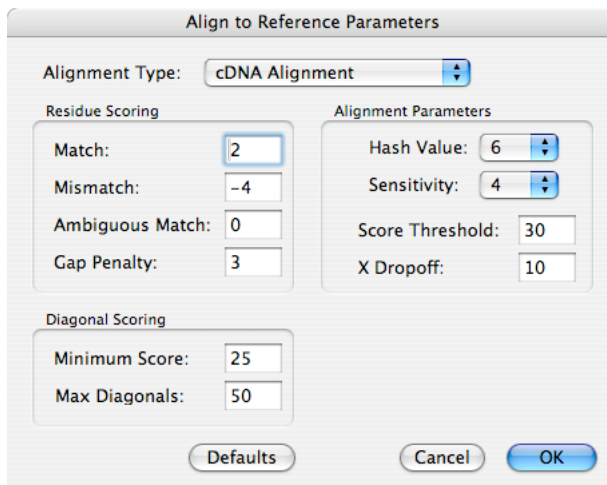 Align to Reference Parameters
Alignment Type: cDNA Alignment
Residue Scoring
Match: 2
Mismatch: −4
Ambiguous Match: 0
Gap Penalty: 3
Alignment Parameters
Hash Value: 6
Sensitivity: 4
Score Threshold: 30
X Dropoff: 10
Diagonal Scoring
Minimum Score: 25
Max Diagonals: 50
Defaults Cancel OK